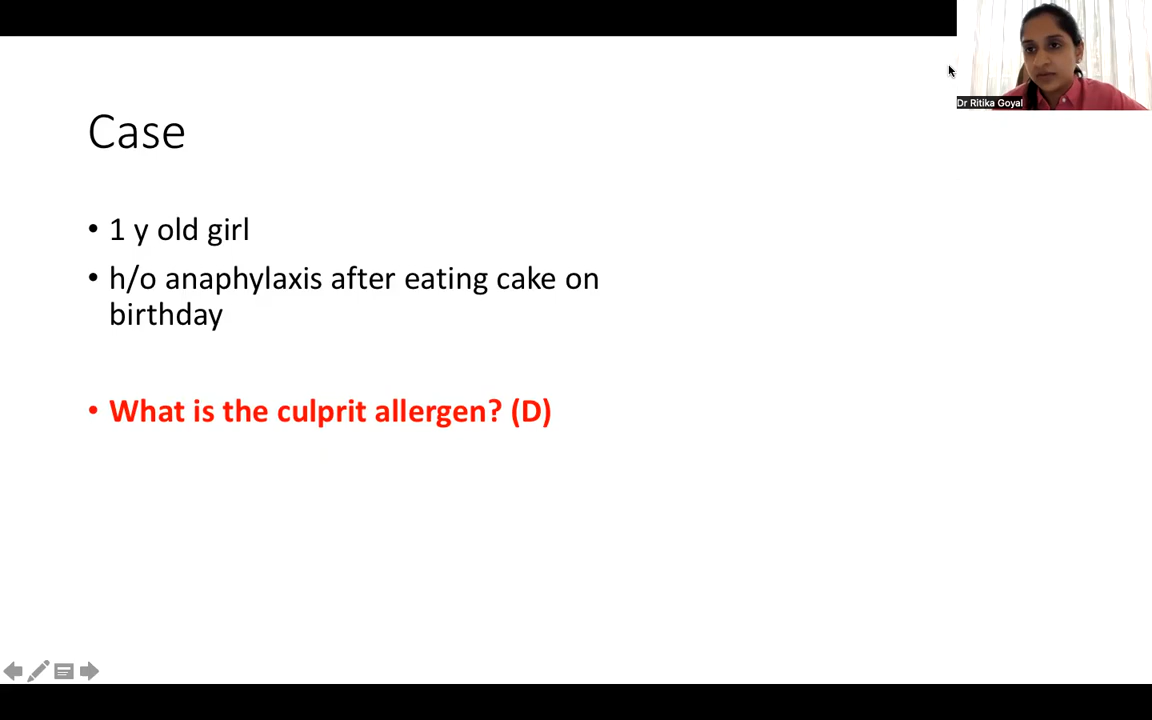 Dr Ritika Goyal
Case
• 1 y old girl
• h/o anaphylaxis after eating cake on
birthday
• What is the culprit allergen? (D)